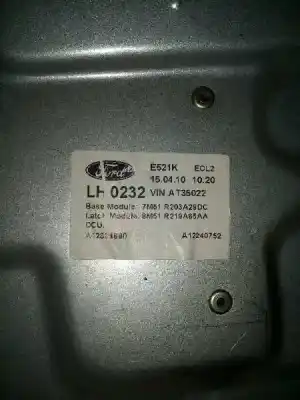 Ford
E521K ECL2
15.04.10 10:20
LH 0232 VIN AT35022
Base Module: 7M51 R203A29DC
Latch Module: 8M51 R219A65AA
DCU:
A12240752